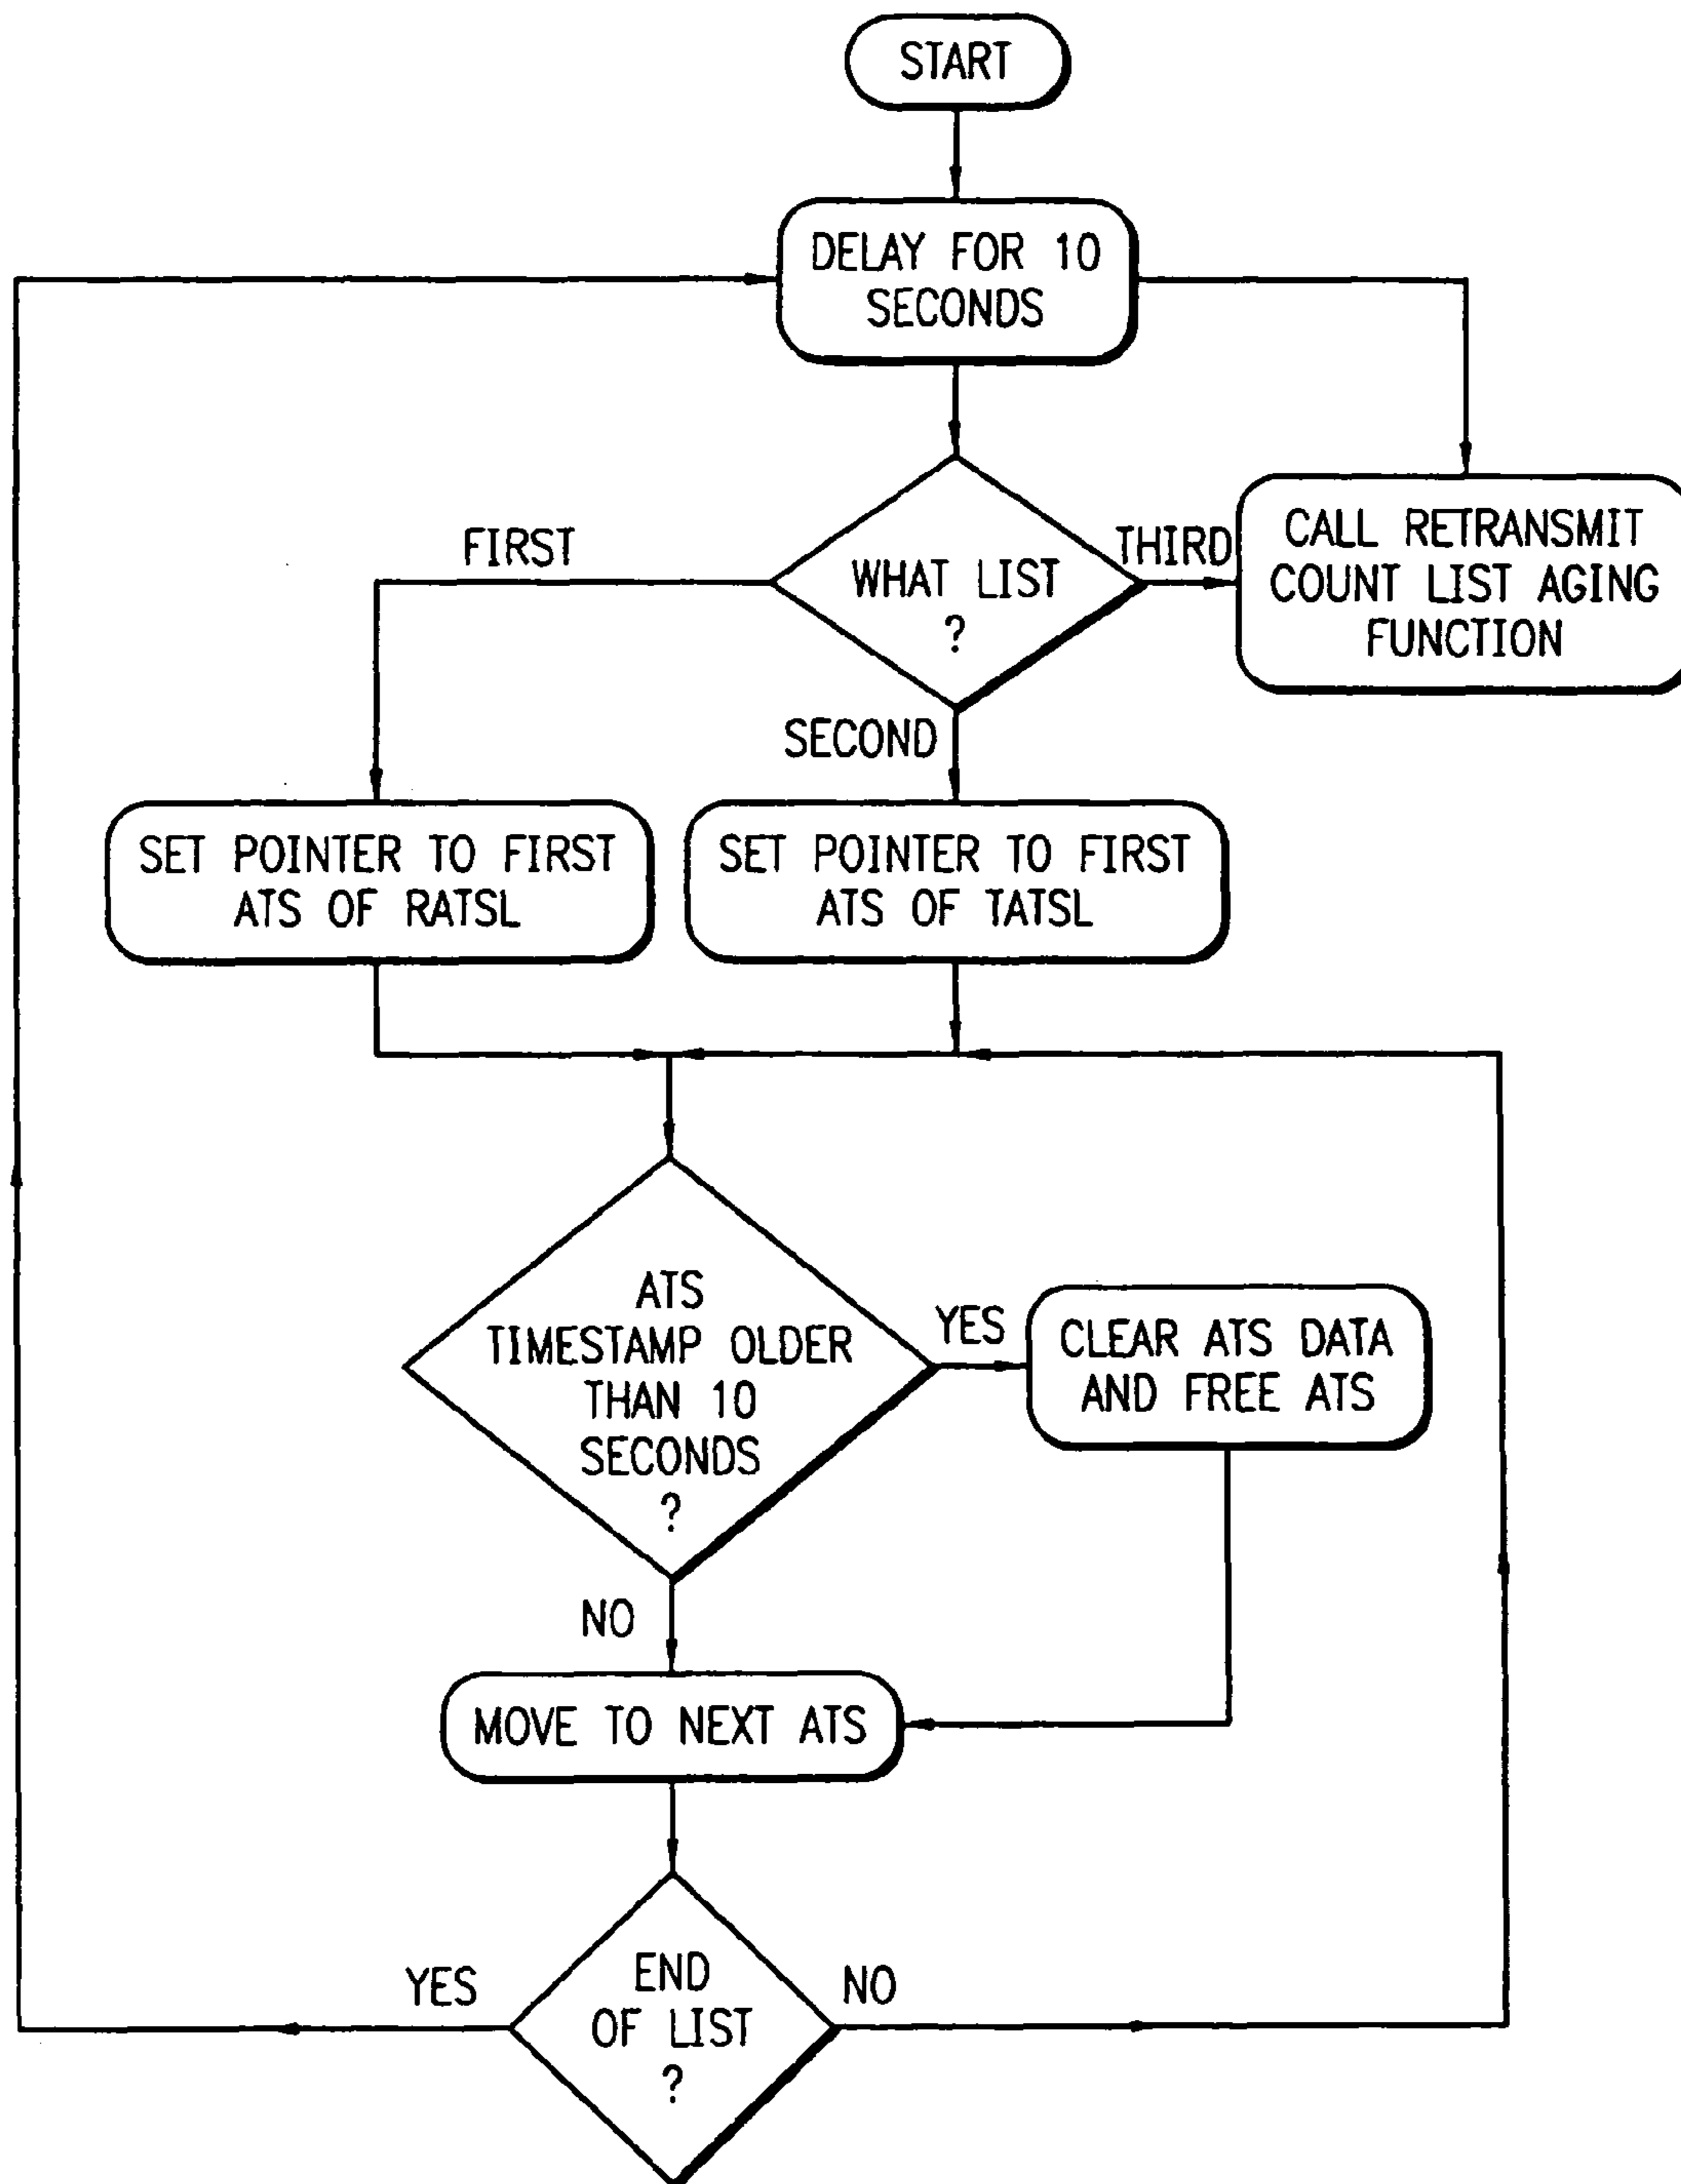 START
DELAY FOR 10
SECONDS
FIRST
WHAT LIST
?
THIRD
CALL RETRANSMIT
COUNT LIST AGING
FUNCTION
SECOND
SET POINTER TO FIRST
ATS OF RATSL
SET POINTER TO FIRST
ATS OF TATSL
ATS
TIMESTAMP OLDER
THAN 10
SECONDS
?
YES
CLEAR ATS DATA
AND FREE ATS
NO
MOVE TO NEXT ATS
YES
END
OF LIST
?
NO